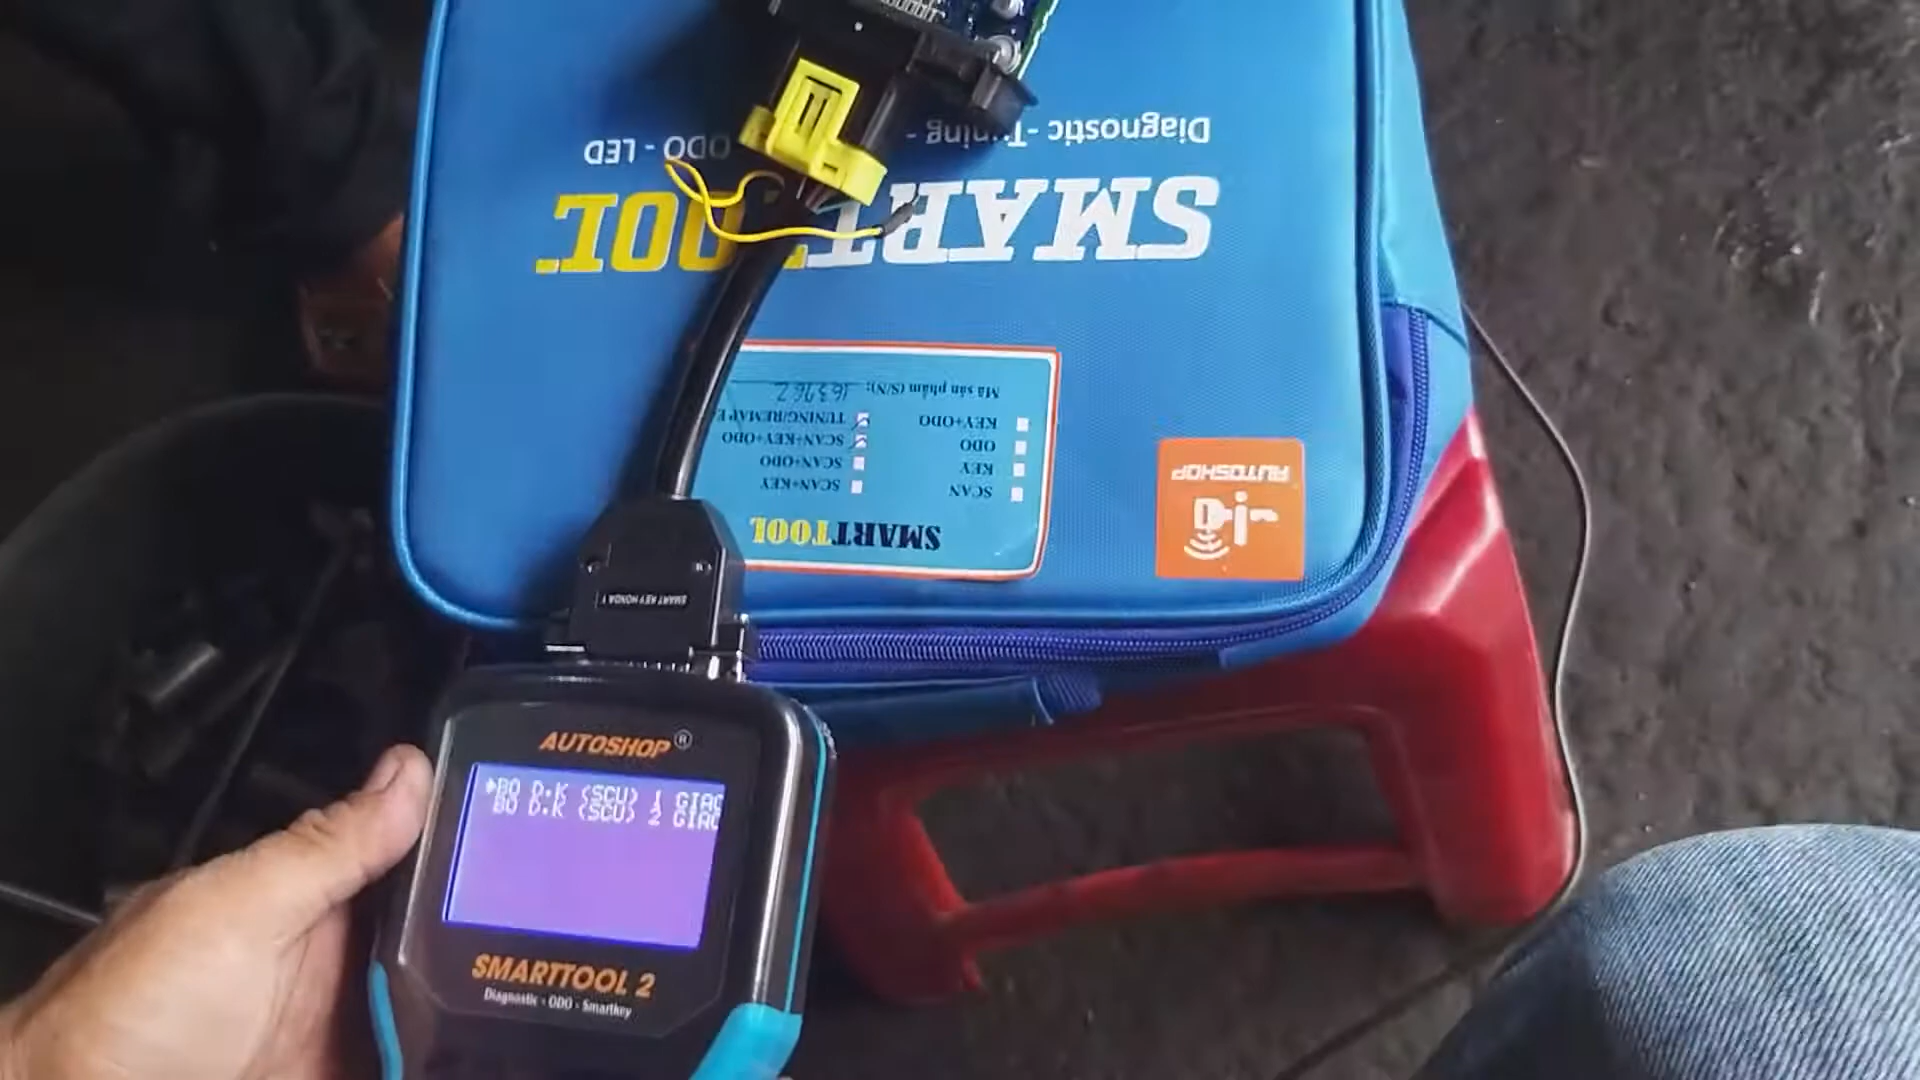 SMARTTOOL
Diagnostic - Tuning - ODO - LED
SMARTTOOL
SCAN
SCAN+KEY
KEY
SCAN+ODO
ODO
SCAN+KEY+ODO
KEY+ODO
TUNING/REMAP E
Mã sản phẩm (S/N): 163962
AUTOSHOP
SMART KEY HONDA 1
AUTOSHOP®
BO D.K (SCU) 1 GIAC
BO D.K (SCU) 2 GIAC
SMARTTOOL 2
Diagnostic - ODO - Smartkey